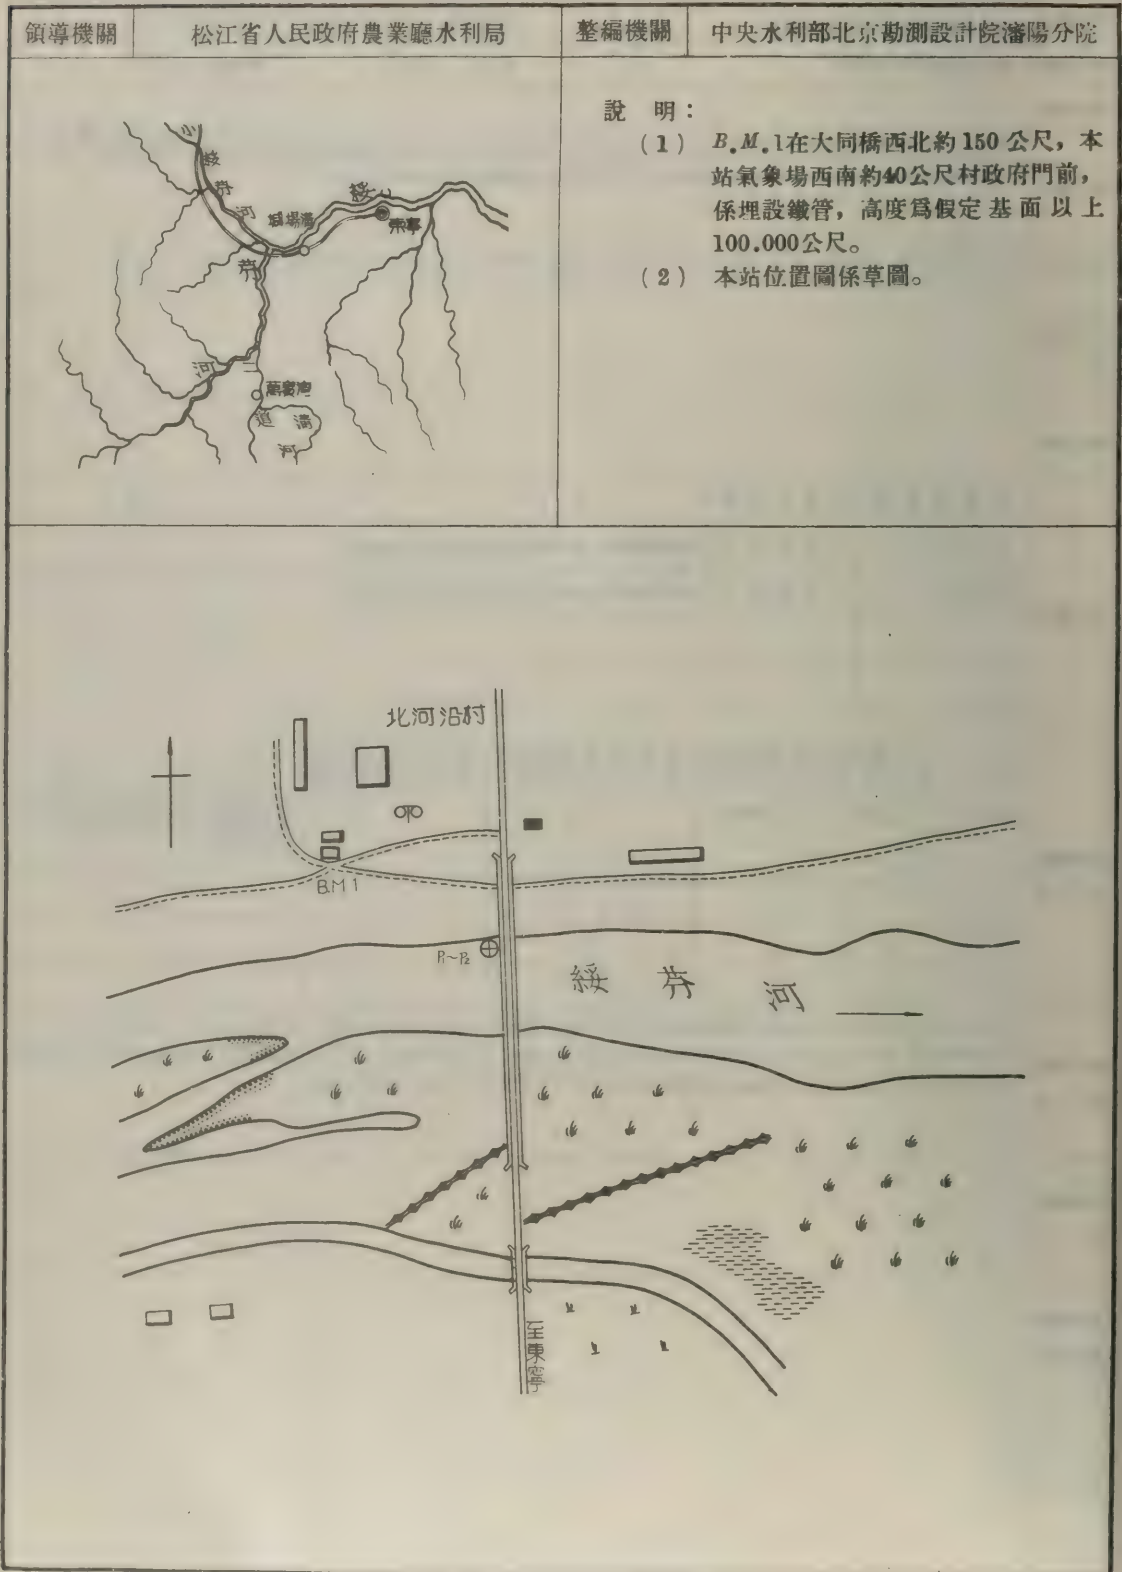 領導機關 松江省人民政府農業廳水利局 整編機關 中央水利部北京勘測設計院瀋陽分院
說 明：
（1） B.M.1在大同橋西北約150公尺，本
站氣象場西南約40公尺村政府門前，
係埋設鐵管，高度爲假定基面以上
100.000公尺。
（2） 本站位置圖係草圖。
小
綏
芬
河
綏
東寧
芬
河
二
萬寶灣
道 溝
河
北河沿村
B.M 1
P₁~P₂
綏 芬 河
至東寧